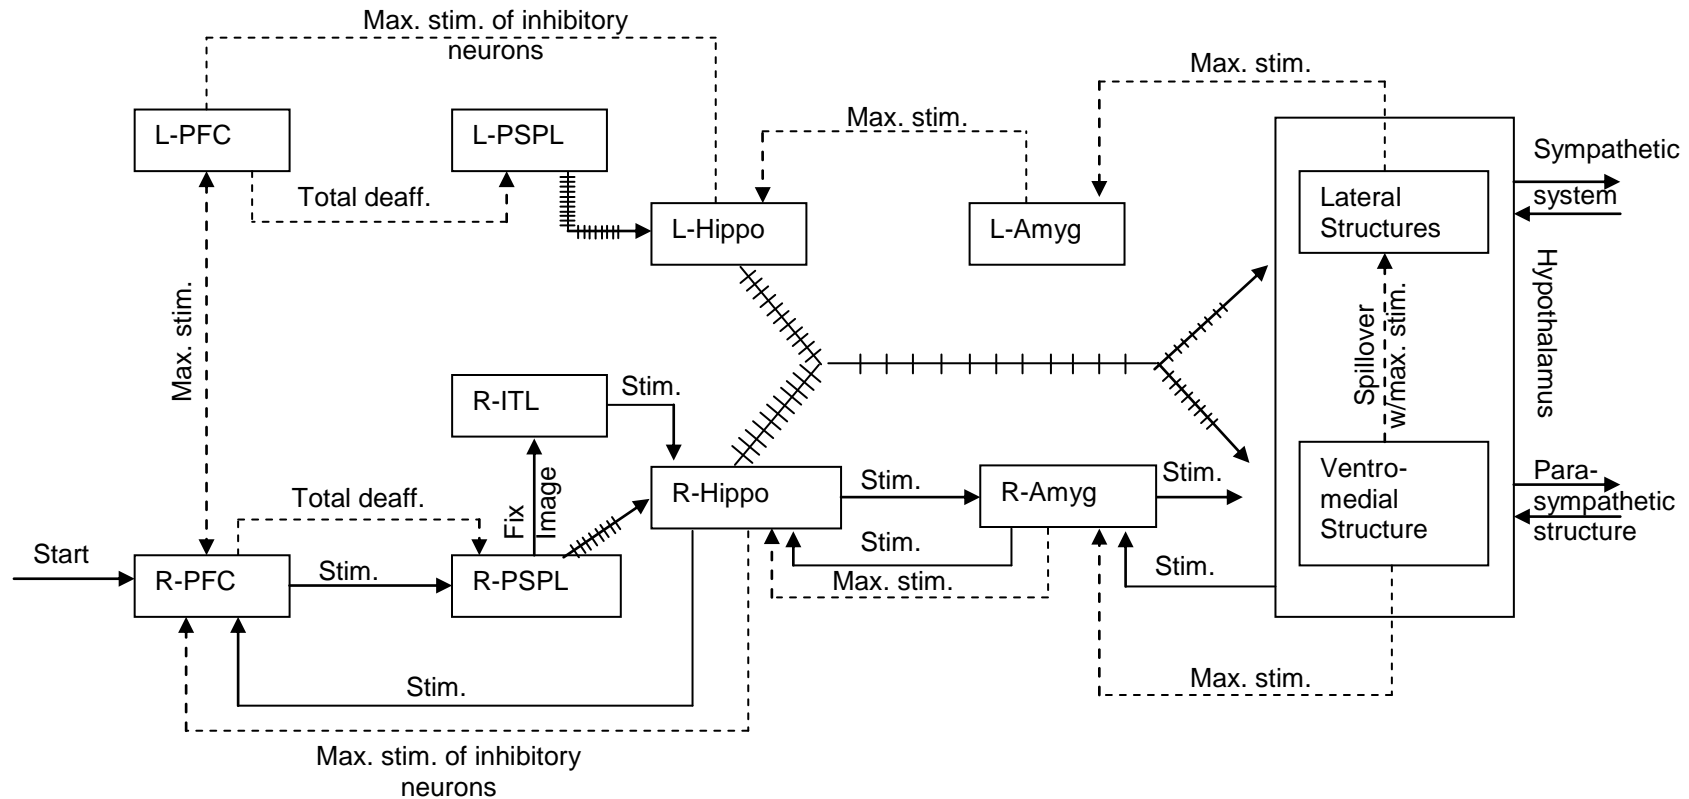 Max. stim. of inhibitory
neurons
Max. stim.
L-PFC
L-PSPL
Max. stim.
Sympathetic
system
Total deaff.
Lateral
Structures
L-Hippo
L-Amyg
Max. stim.
Hypothalamus
Spillover
w/max. stim.
R-ITL
Stim.
Fix
Image
Ventro-
medial
Structure
R-Hippo
Stim.
R-Amyg
Stim.
Para-
sympathetic
structure
Total deaff.
Stim.
Max. stim.
Start
R-PFC
Stim.
R-PSPL
Stim.
Stim.
Max. stim.
Max. stim. of inhibitory
neurons